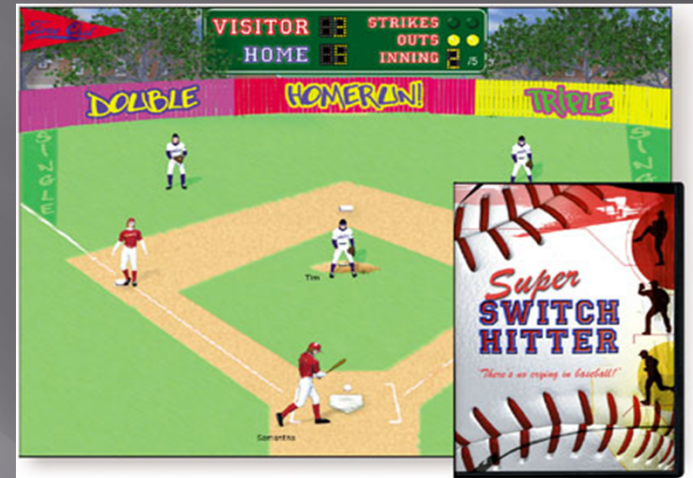 VISITOR 3
STRIKES
HOME
OUTS
INNING 2 /5
DOUBLE
HOMERUN!
TRIPLE
SINGLE
SINGLE
Tim
Samantha
Super
SWITCH
HITTER
"There's no crying in baseball!"